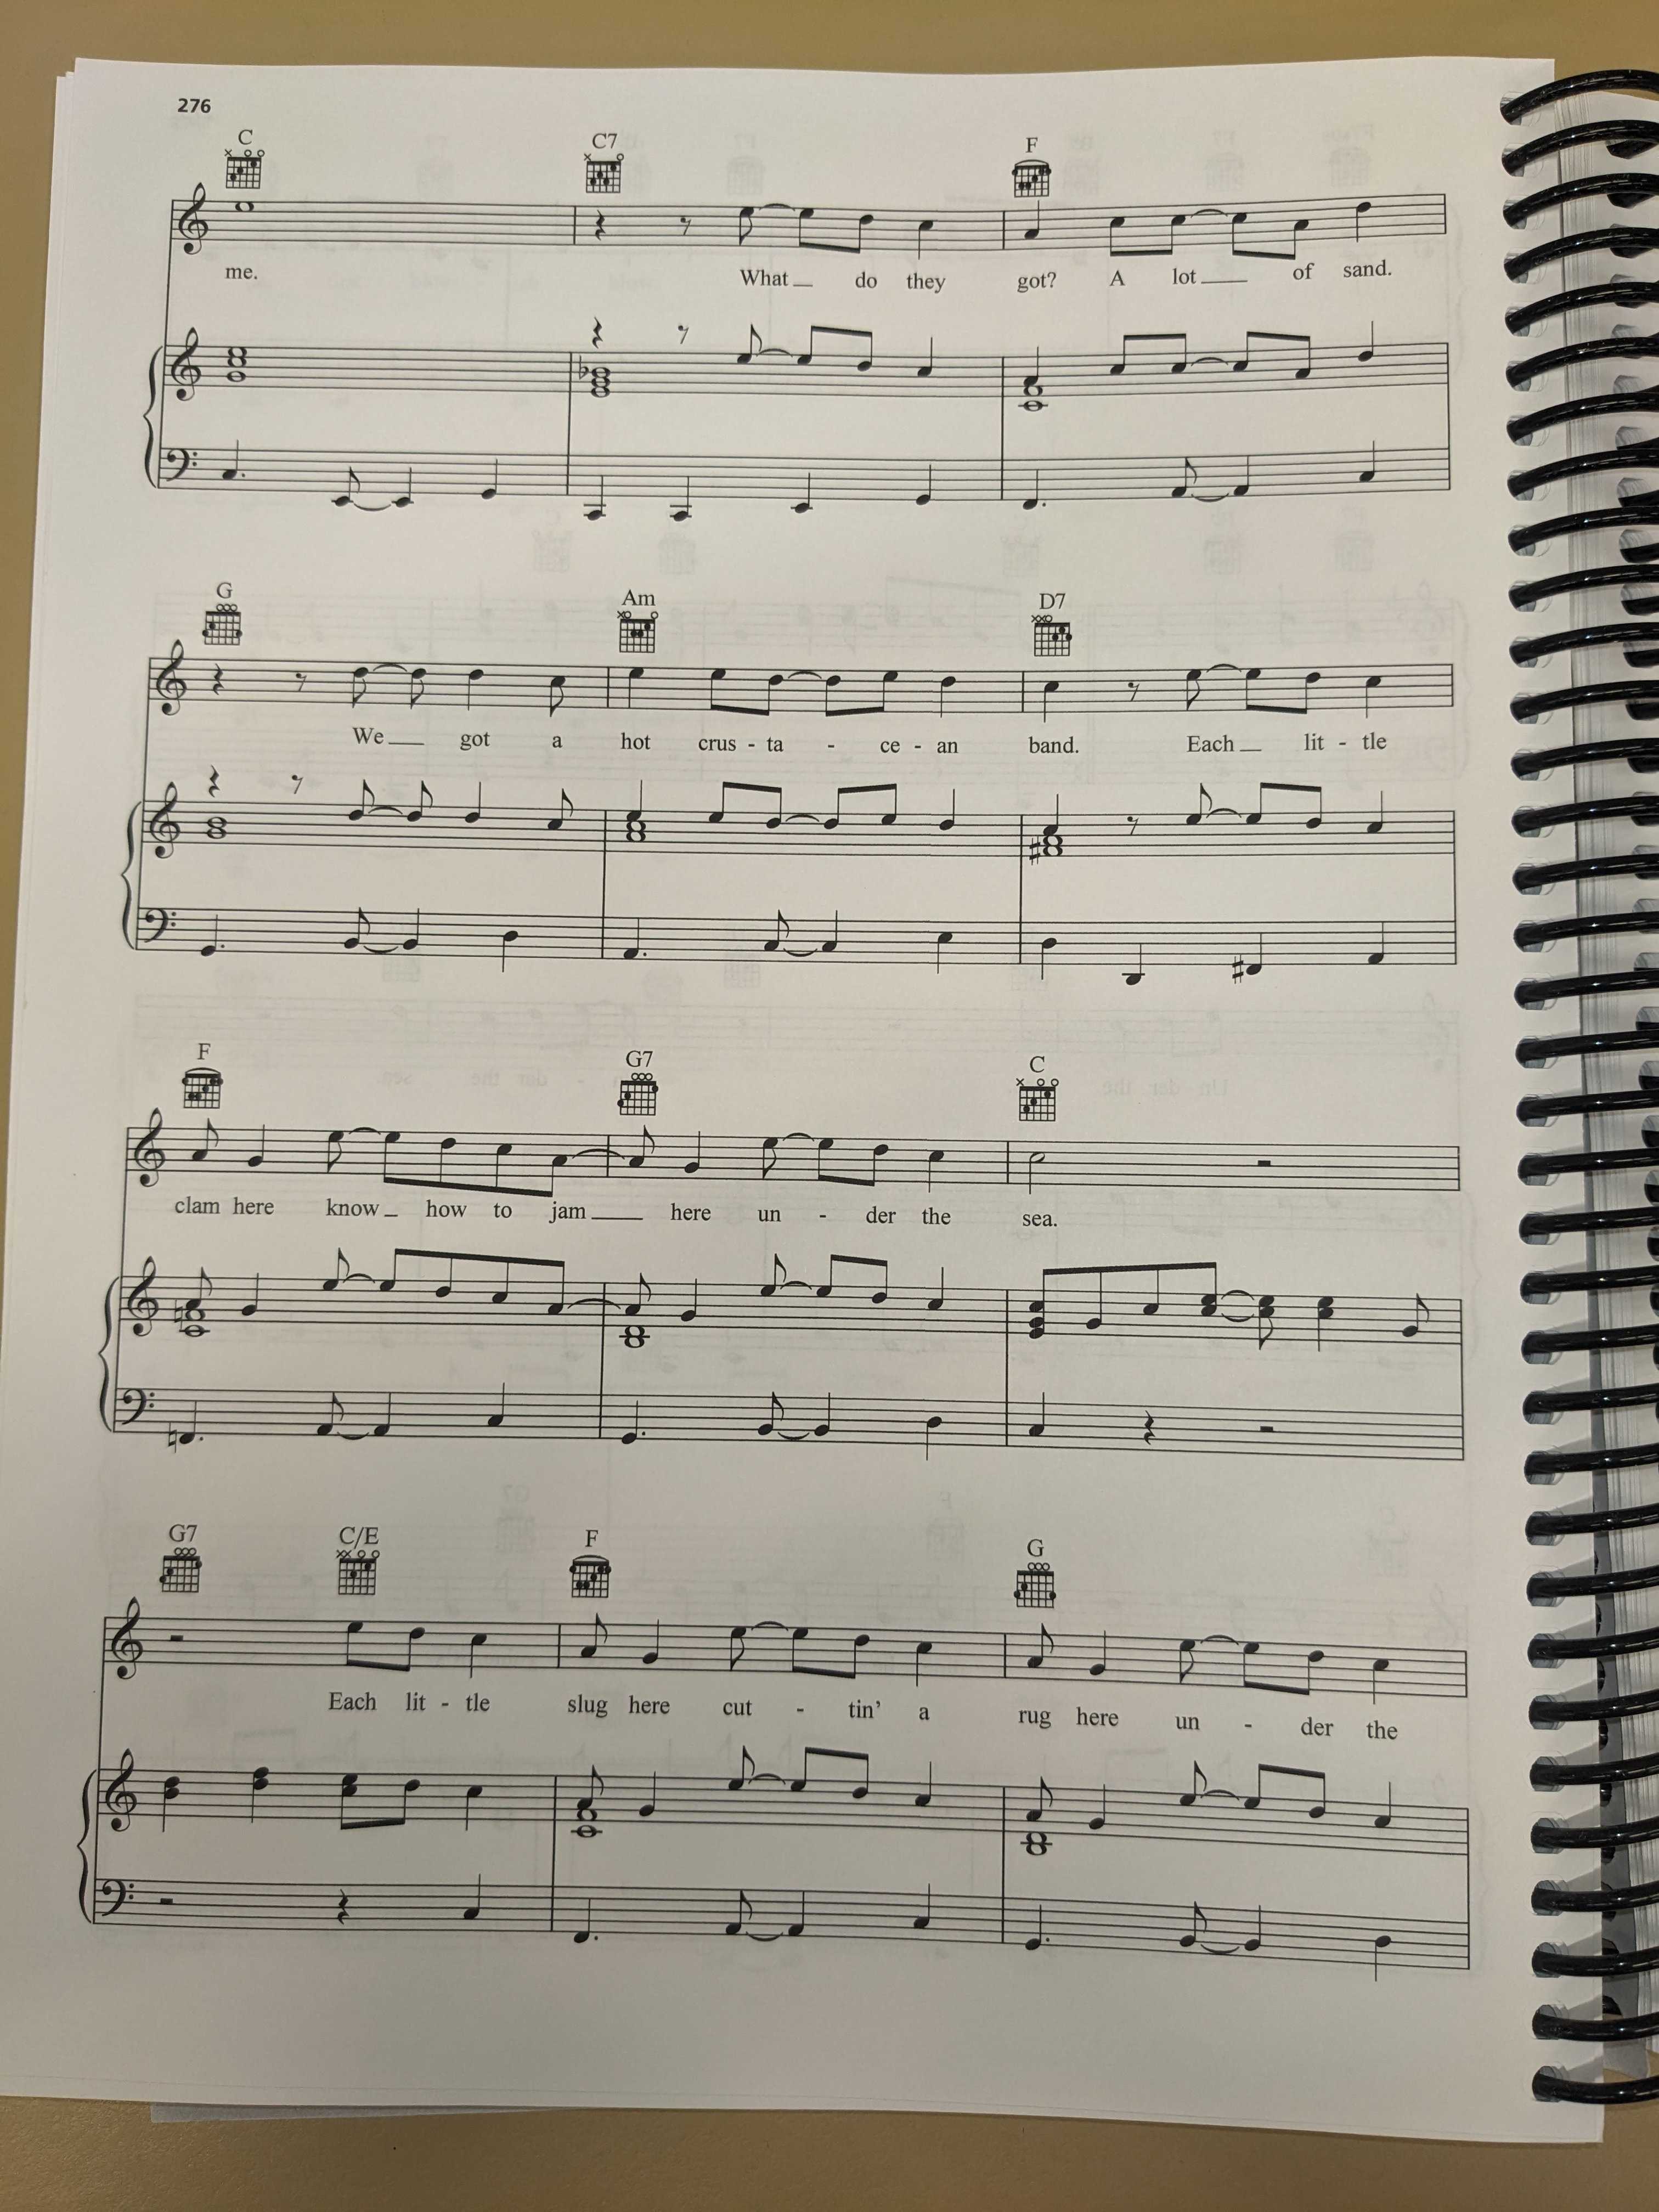 276
C C7 F
me. What do they got? A lot of sand.
G Am D7
We got a hot crus - ta - ce - an band. Each lit - tle
F G7 C
clam here know how to jam here un - der the sea.
G7 C/E F G
Each lit - tle slug here cut - tin' a rug here un - der the